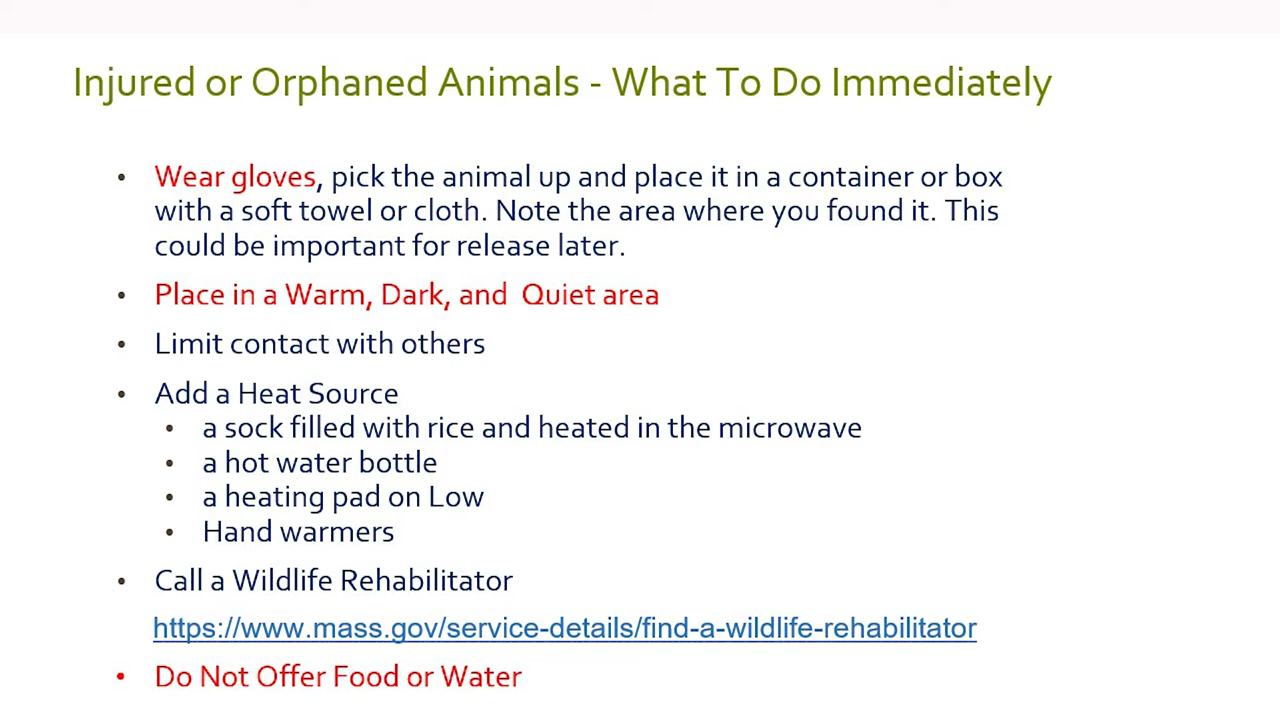 Injured or Orphaned Animals - What To Do Immediately
• Wear gloves, pick the animal up and place it in a container or box
with a soft towel or cloth. Note the area where you found it. This
could be important for release later.
• Place in a Warm, Dark, and  Quiet area
• Limit contact with others
• Add a Heat Source
• a sock filled with rice and heated in the microwave
• a hot water bottle
• a heating pad on Low
• Hand warmers
• Call a Wildlife Rehabilitator
https://www.mass.gov/service-details/find-a-wildlife-rehabilitator
• Do Not Offer Food or Water